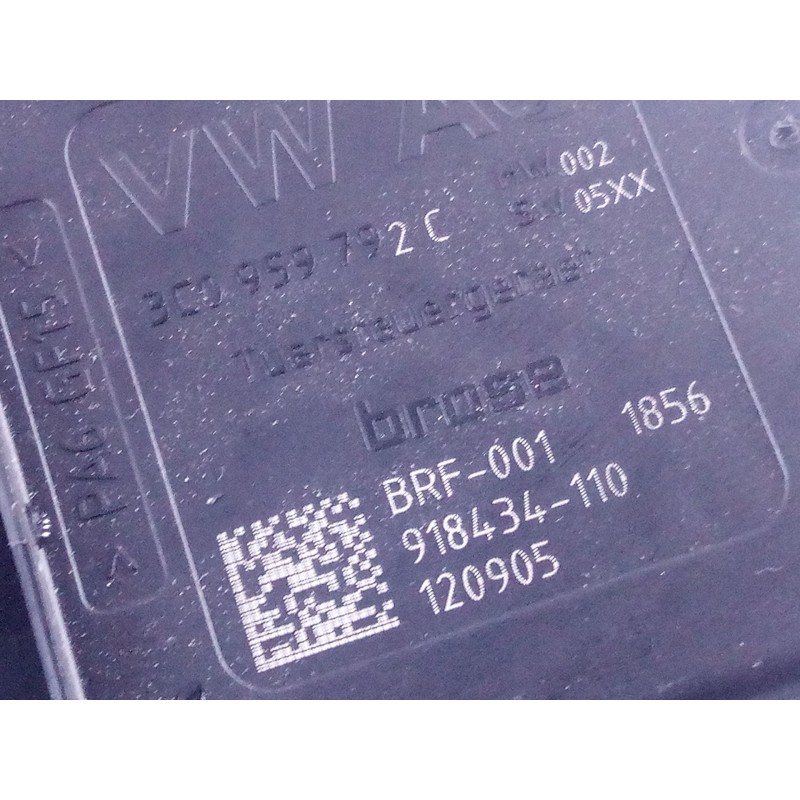 VW AG
HW 002
SW 05XX
3C0 959 792 C
Tuersteuergeraet
brose
BRF-001 1856
918434-110
120905
> PA6 GF15 <